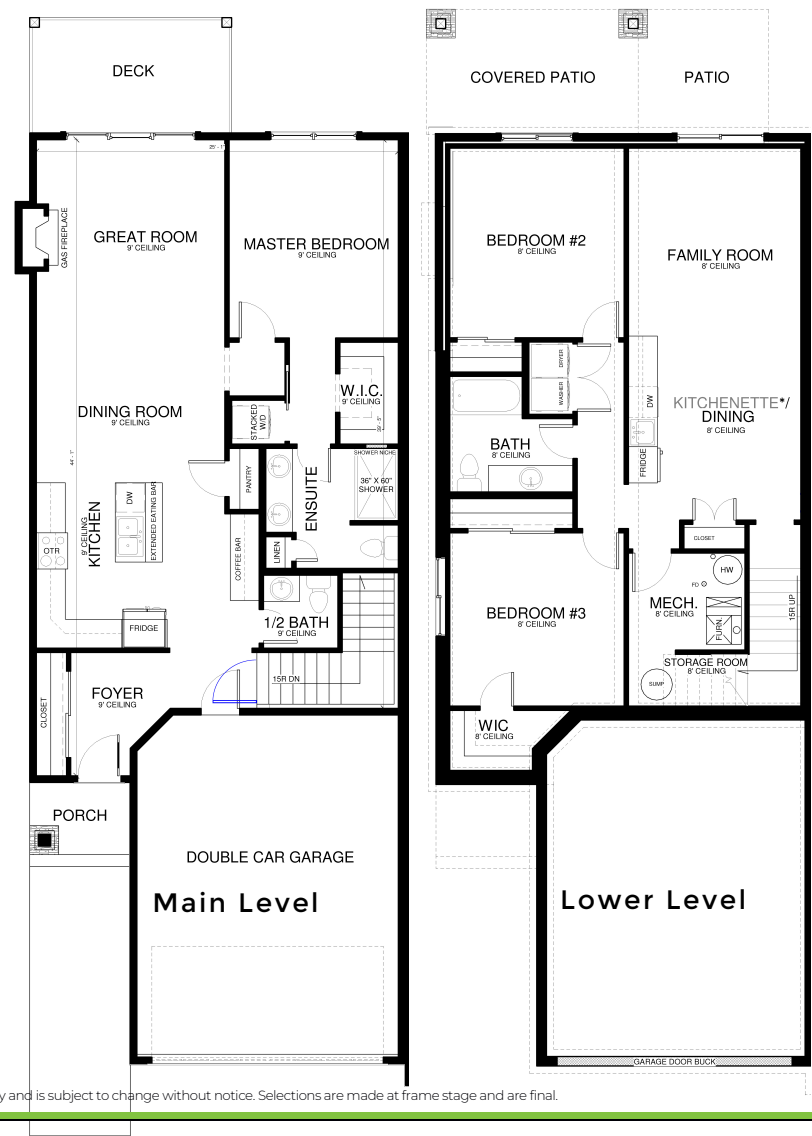 DECK
25' - 1"
GAS FIREPLACE
GREAT ROOM
9' CEILING
MASTER BEDROOM
9' CEILING
W.I.C.
9' CEILING
DINING ROOM
9' CEILING
STACKED
W/D
44' - 1"
SHOWER NICHE
36" X 60"
SHOWER
PANTRY
ENSUITE
OTR
KITCHEN
9' CEILING
DW
EXTENDED EATING BAR
COFFEE BAR
LINEN
FRIDGE
1/2 BATH
9' CEILING
15R DN
CLOSET
FOYER
9' CEILING
PORCH
DOUBLE CAR GARAGE
Main Level
COVERED PATIO
PATIO
BEDROOM #2
8' CEILING
FAMILY ROOM
8' CEILING
DRYER
WASHER
KITCHENETTE*/
DINING
8' CEILING
DW
FRIDGE
BATH
8' CEILING
CLOSET
HW
FD
MECH.
8' CEILING
FURN.
15R UP
BEDROOM #3
8' CEILING
STORAGE ROOM
8' CEILING
SUMP
WIC
8' CEILING
Lower Level
GARAGE DOOR BUCK
y and is subject to change without notice. Selections are made at frame stage and are final.